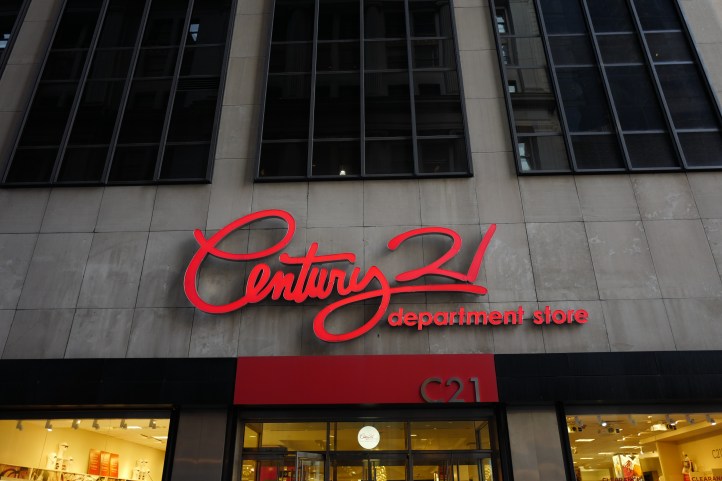 Century 21
department store
C21